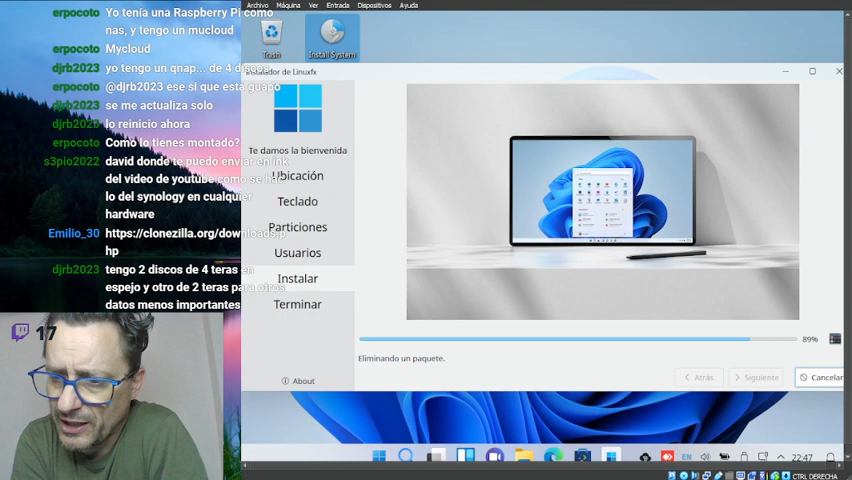 Yo tenía una Raspberry Pi como
nas, y tengo un mucloud
erpocoto Mycloud
djrb2023 yo tengo un qnap... de 4 discos
erpocoto @djrb2023 ese si que esta guapo
djrb2023 se me actualiza solo
djrb2023 lo reinicio ahora
erpocoto Como lo tienes montado?
s3pio2022 david donde te puedo enviar en link
del video de youtube como se hac
lo del synology en cualquier
hardware
Emilio_30 https://clonezilla.org/downloads.p
hp
djrb2023 tengo 2 discos de 4 teras en
espejo y otro de 2 teras para otros
datos menos importantes
17
Archivo Máquina Ver Entrada Dispositivos Ayuda
Trash
Install System
Instalador de Linuxfx
Te damos la bienvenida
Ubicación
Teclado
Particiones
Usuarios
Instalar
Terminar
About
89%
Eliminando un paquete.
Atrás
Siguiente
Cancelar
EN
22:47
CTRL DERECHA